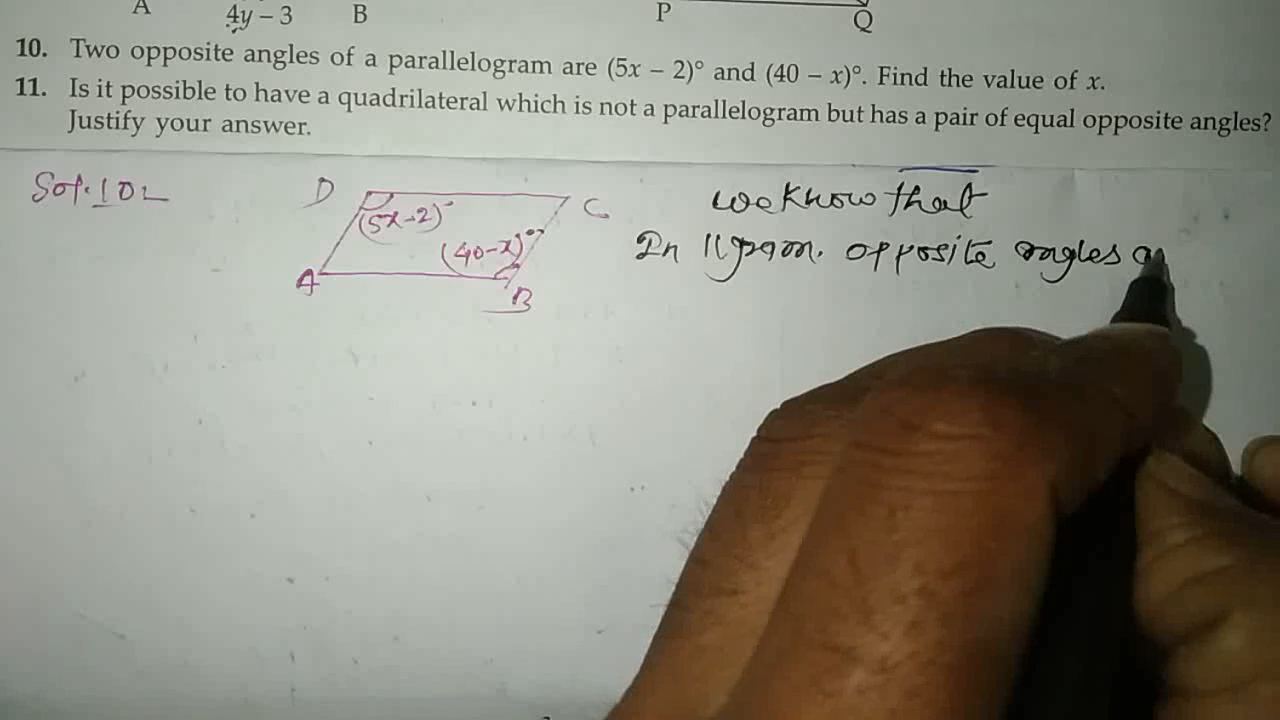 A 4y – 3 B P Q
10. Two opposite angles of a parallelogram are (5x – 2)° and (40 – x)°. Find the value of x.
11. Is it possible to have a quadrilateral which is not a parallelogram but has a pair of equal opposite angles?
Justify your answer.
Sol. 10
D C
(5x-2)°
(40-x)°
A B
we know that
In ||gram. opposite angles